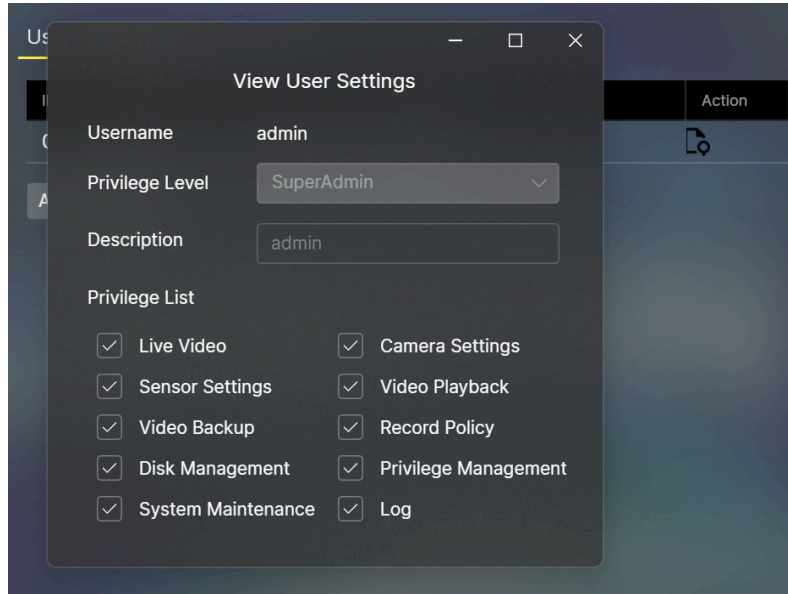 View User Settings
Action
Username admin
Privilege Level SuperAdmin
Description admin
Privilege List
Live Video Camera Settings
Sensor Settings Video Playback
Video Backup Record Policy
Disk Management Privilege Management
System Maintenance Log